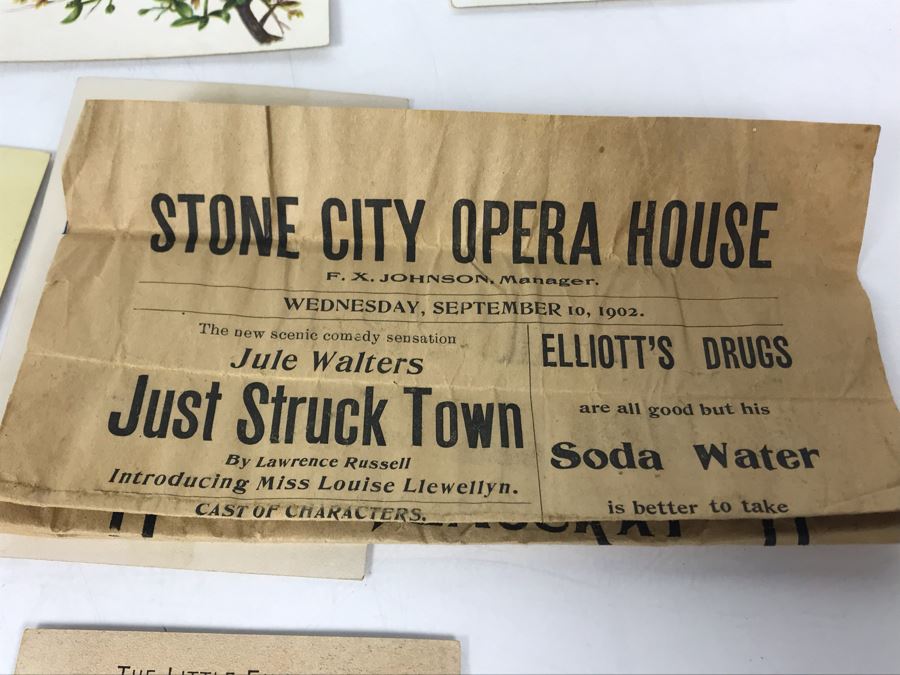 STONE CITY OPERA HOUSE
F. X. JOHNSON, Manager.
WEDNESDAY, SEPTEMBER 10, 1902.
The new scenic comedy sensation
Jule Walters
Just Struck Town
By Lawrence Russell
Introducing Miss Louise Llewellyn.
CAST OF CHARACTERS.
ELLIOTT'S DRUGS
are all good but his
Soda Water
is better to take
THE LITTLE